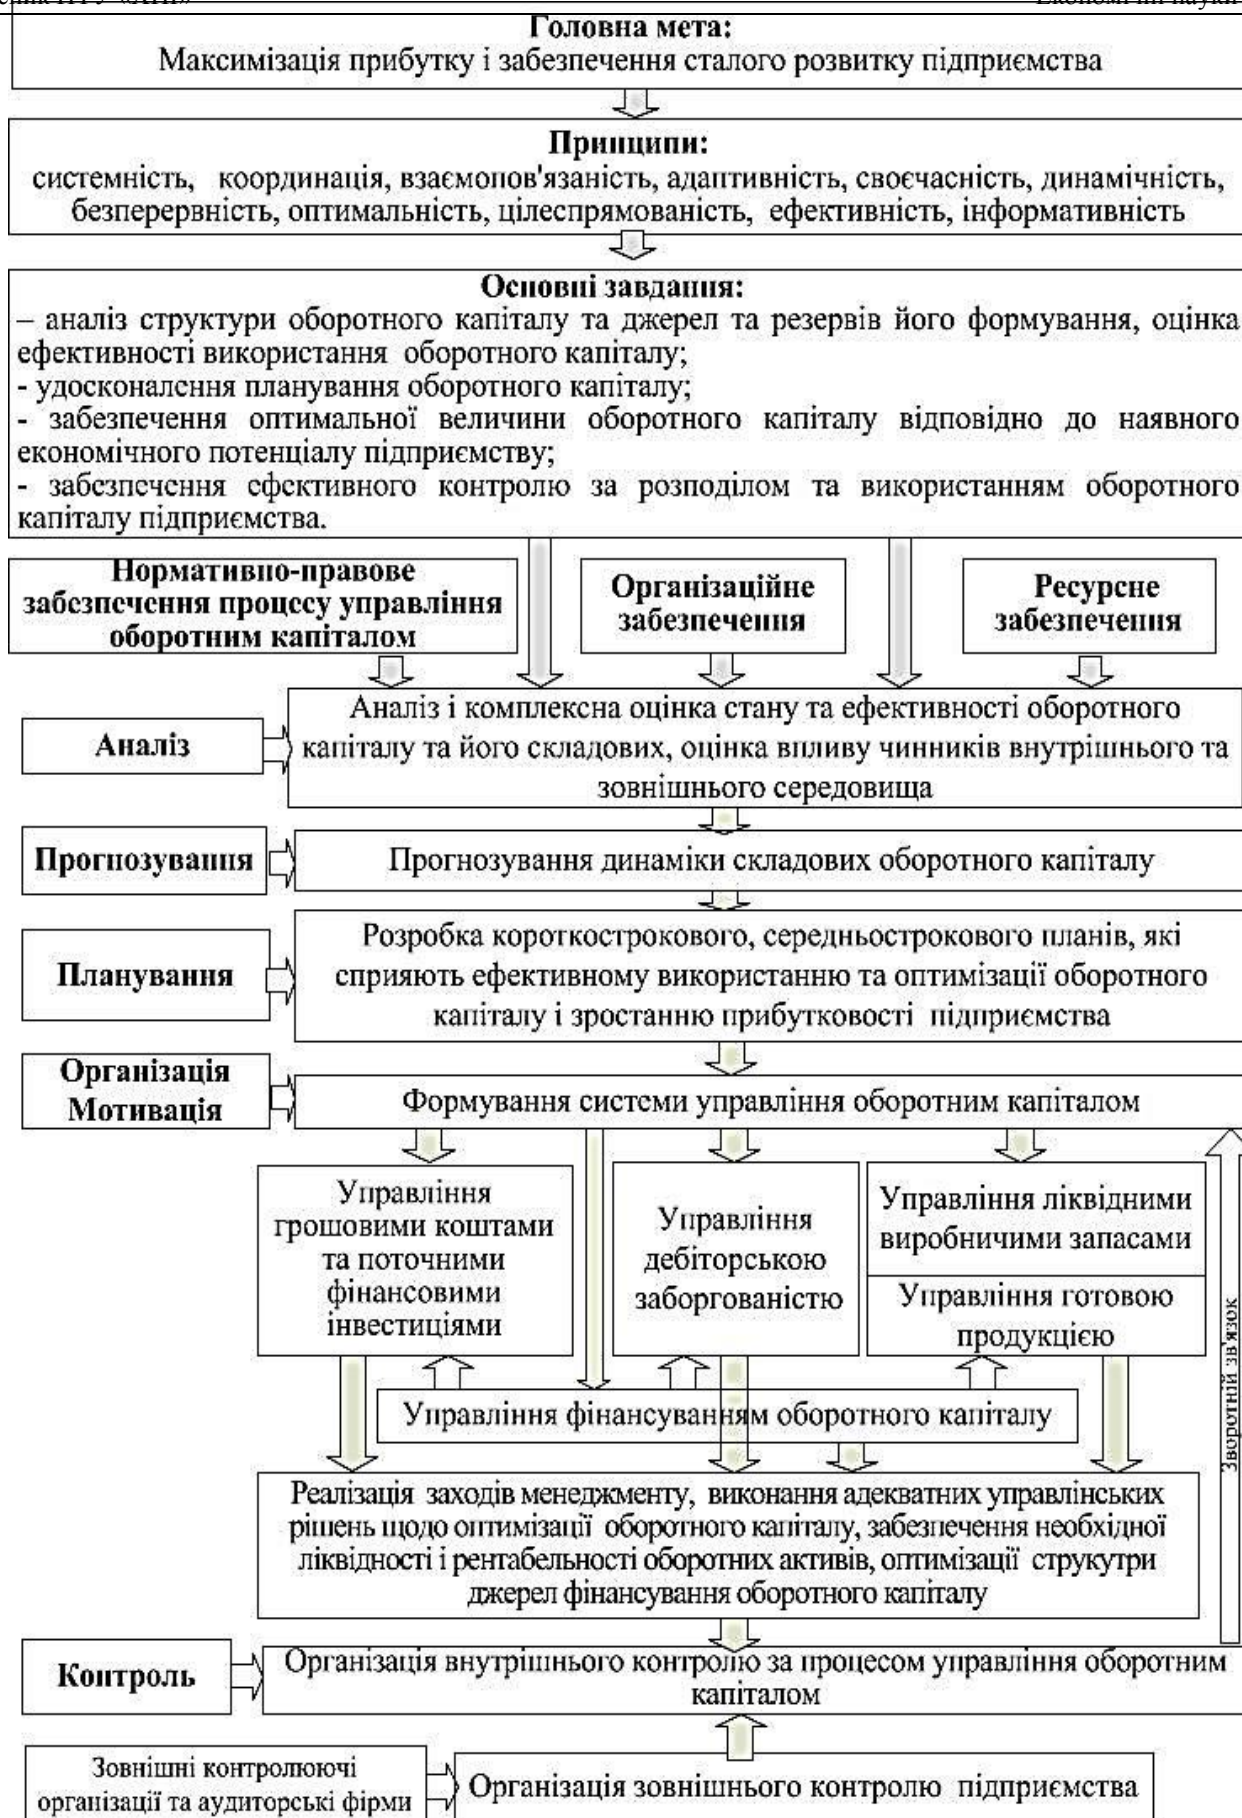 Головна мета:
Максимізація прибутку і забезпечення сталого розвитку підприємства
Принципи:
системність, координація, взаємопов'язаність, адаптивність, своєчасність, динамічність,
безперервність, оптимальність, цілеспрямованість, ефективність, інформативність
Основні завдання:
– аналіз структури оборотного капіталу та джерел та резервів його формування, оцінка
ефективності використання оборотного капіталу;
- удосконалення планування оборотного капіталу;
- забезпечення оптимальної величини оборотного капіталу відповідно до наявного
економічного потенціалу підприємству;
- забезпечення ефективного контролю за розподілом та використанням оборотного
капіталу підприємства.
Нормативно-правове
забезпечення процесу управління
оборотним капіталом
Організаційне
забезпечення
Ресурсне
забезпечення
Аналіз
Аналіз і комплексна оцінка стану та ефективності оборотного
капіталу та його складових, оцінка впливу чинників внутрішнього та
зовнішнього середовища
Прогнозування
Прогнозування динаміки складових оборотного капіталу
Планування
Розробка короткострокового, середньострокового планів, які
сприяють ефективному використанню та оптимізації оборотного
капіталу і зростанню прибутковості підприємства
Організація
Мотивація
Формування системи управління оборотним капіталом
Управління
грошовими коштами
та поточними
фінансовими
інвестиціями
Управління
дебіторською
заборгованістю
Управління ліквідними
виробничими запасами
Управління готовою
продукцією
Зворотній зв'язок
Управління фінансуванням оборотного капіталу
Реалізація заходів менеджменту, виконання адекватних управлінських
рішень щодо оптимізації оборотного капіталу, забезпечення необхідної
ліквідності і рентабельності оборотних активів, оптимізації струкутри
джерел фінансування оборотного капіталу
Контроль
Організація внутрішнього контролю за процесом управління оборотним
капіталом
Зовнішні контролюючі
організації та аудиторські фірми
Організація зовнішнього контролю підприємства